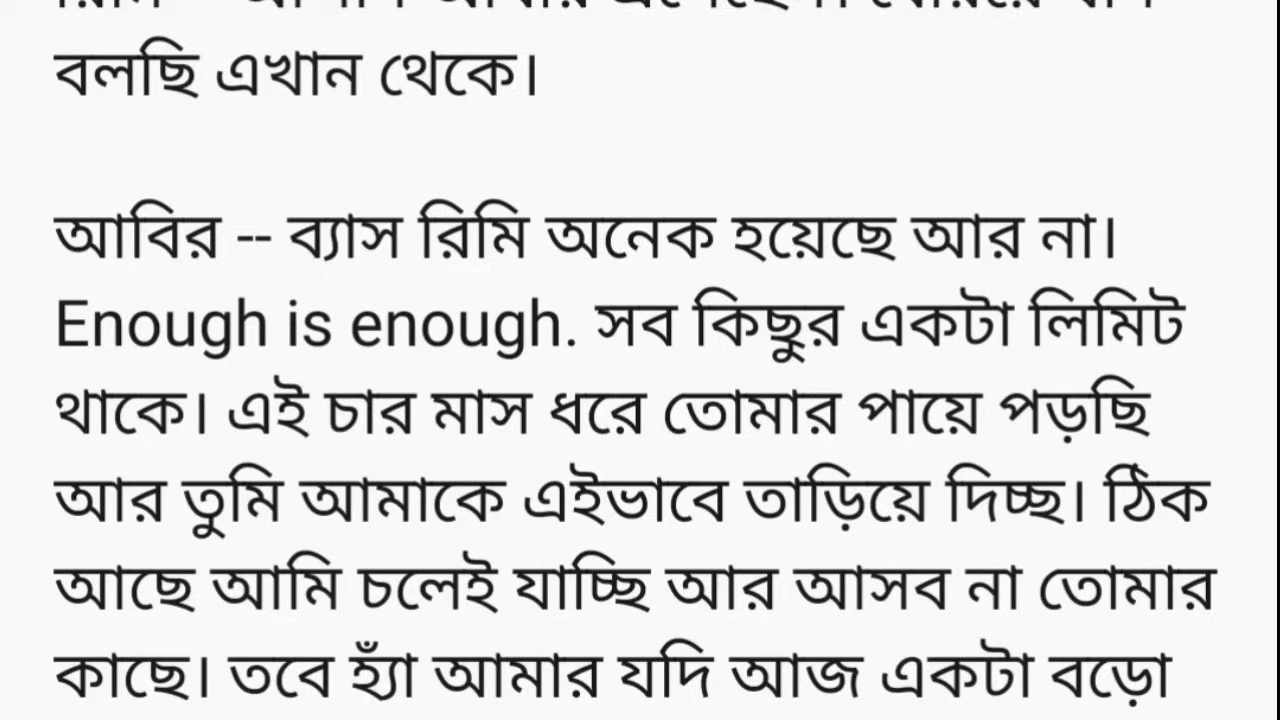 বলছি এখান থেকে।
আবির -- ব্যাস রিমি অনেক হয়েছে আর না।
Enough is enough. সব কিছুর একটা লিমিট
থাকে। এই চার মাস ধরে তোমার পায়ে পড়ছি
আর তুমি আমাকে এইভাবে তাড়িয়ে দিচ্ছ। ঠিক
আছে আমি চলেই যাচ্ছি আর আসব না তোমার
কাছে। তবে হ্যাঁ আমার যদি আজ একটা বড়ো